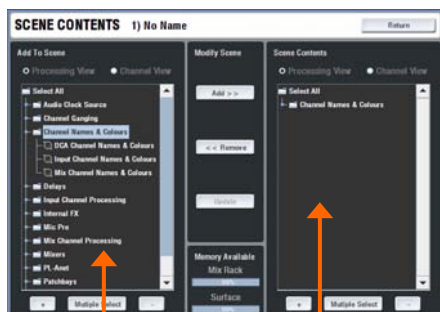 SCENE CONTENTS 1) No Name
Return
Add To Scene
Processing View Channel View
Select All
Audio Clock Source
Channel Ganging
Channel Names & Colours
DCA Channel Names & Colours
Input Channel Names & Colours
Mix Channel Names & Colours
Delays
Input Channel Processing
Internal FX
Mic Pre
Mix Channel Processing
Mixers
PL-Anet
Patchbays
+ Mutiple Select -
Modify Scene
Add >>
<< Remove
Update
Memory Available
Mix Rack
Surface
Scene Contents
Processing View Channel View
Select All
Channel Names & Colours
+ Mutiple Select -